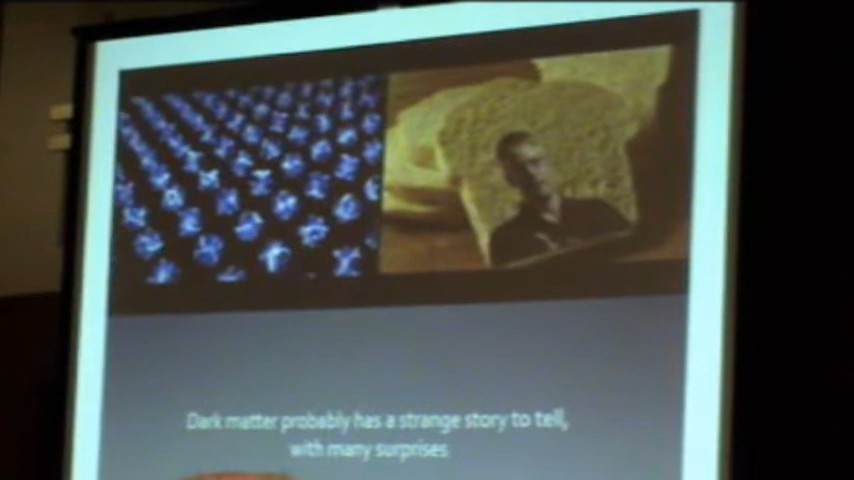 Dark matter probably has a strange story to tell,
with many surprises